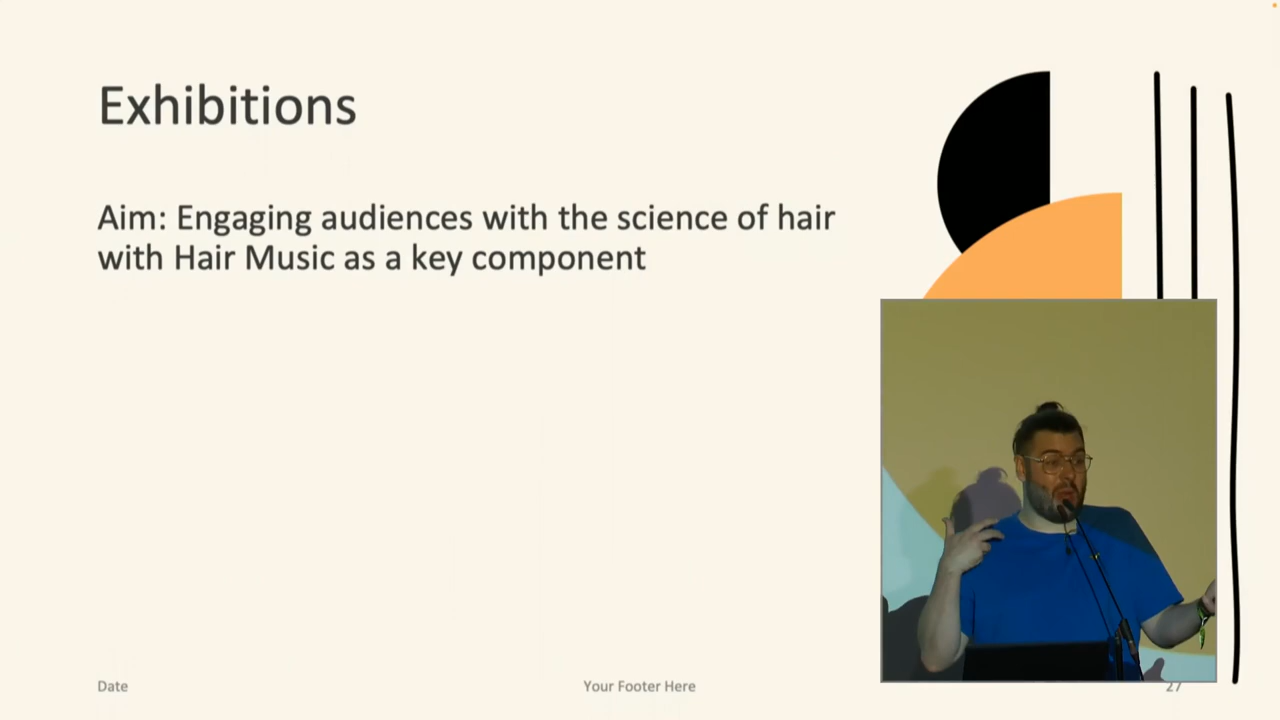 Exhibitions
Aim: Engaging audiences with the science of hair
with Hair Music as a key component
Date
Your Footer Here
27